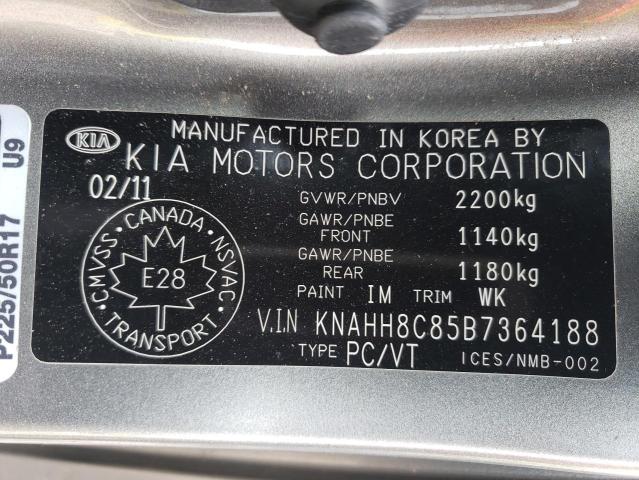 MANUFACTURED IN KOREA BY
KIA KIA MOTORS CORPORATION
02/11 GVWR/PNBV 2200kg
GAWR/PNBE
FRONT 1140kg
GAWR/PNBE
REAR 1180kg
PAINT IM TRIM WK
V.I.N KNAHH8C85B7364188
TYPE PC/VT ICES/NMB-002
CANADA
CMVSS NSVAC
E28
TRANSPORT
P225/50R17 U9